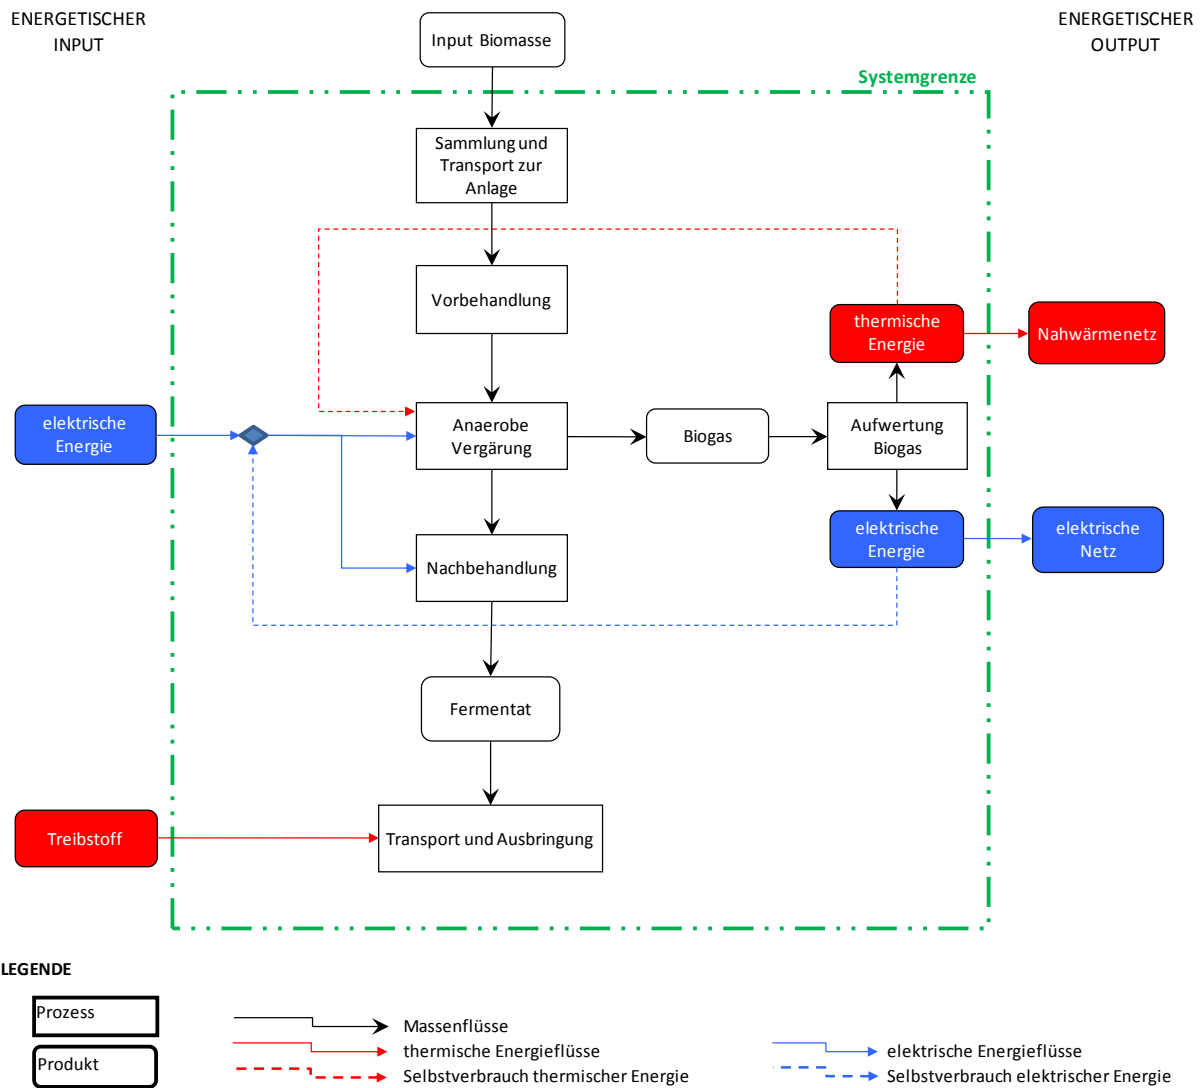 ENERGETISCHER
INPUT
ENERGETISCHER
OUTPUT
Input Biomasse
Systemgrenze
Sammlung und
Transport zur
Anlage
Vorbehandlung
thermische
Energie
Nahwärmenetz
elektrische
Energie
Anaerobe
Vergärung
Biogas
Aufwertung
Biogas
elektrische
Energie
elektrische
Netz
Nachbehandlung
Fermentat
Treibstoff
Transport und Ausbringung
LEGENDE
Prozess
Produkt
Massenflüsse
thermische Energieflüsse
Selbstverbrauch thermischer Energie
elektrische Energieflüsse
Selbstverbrauch elektrischer Energie